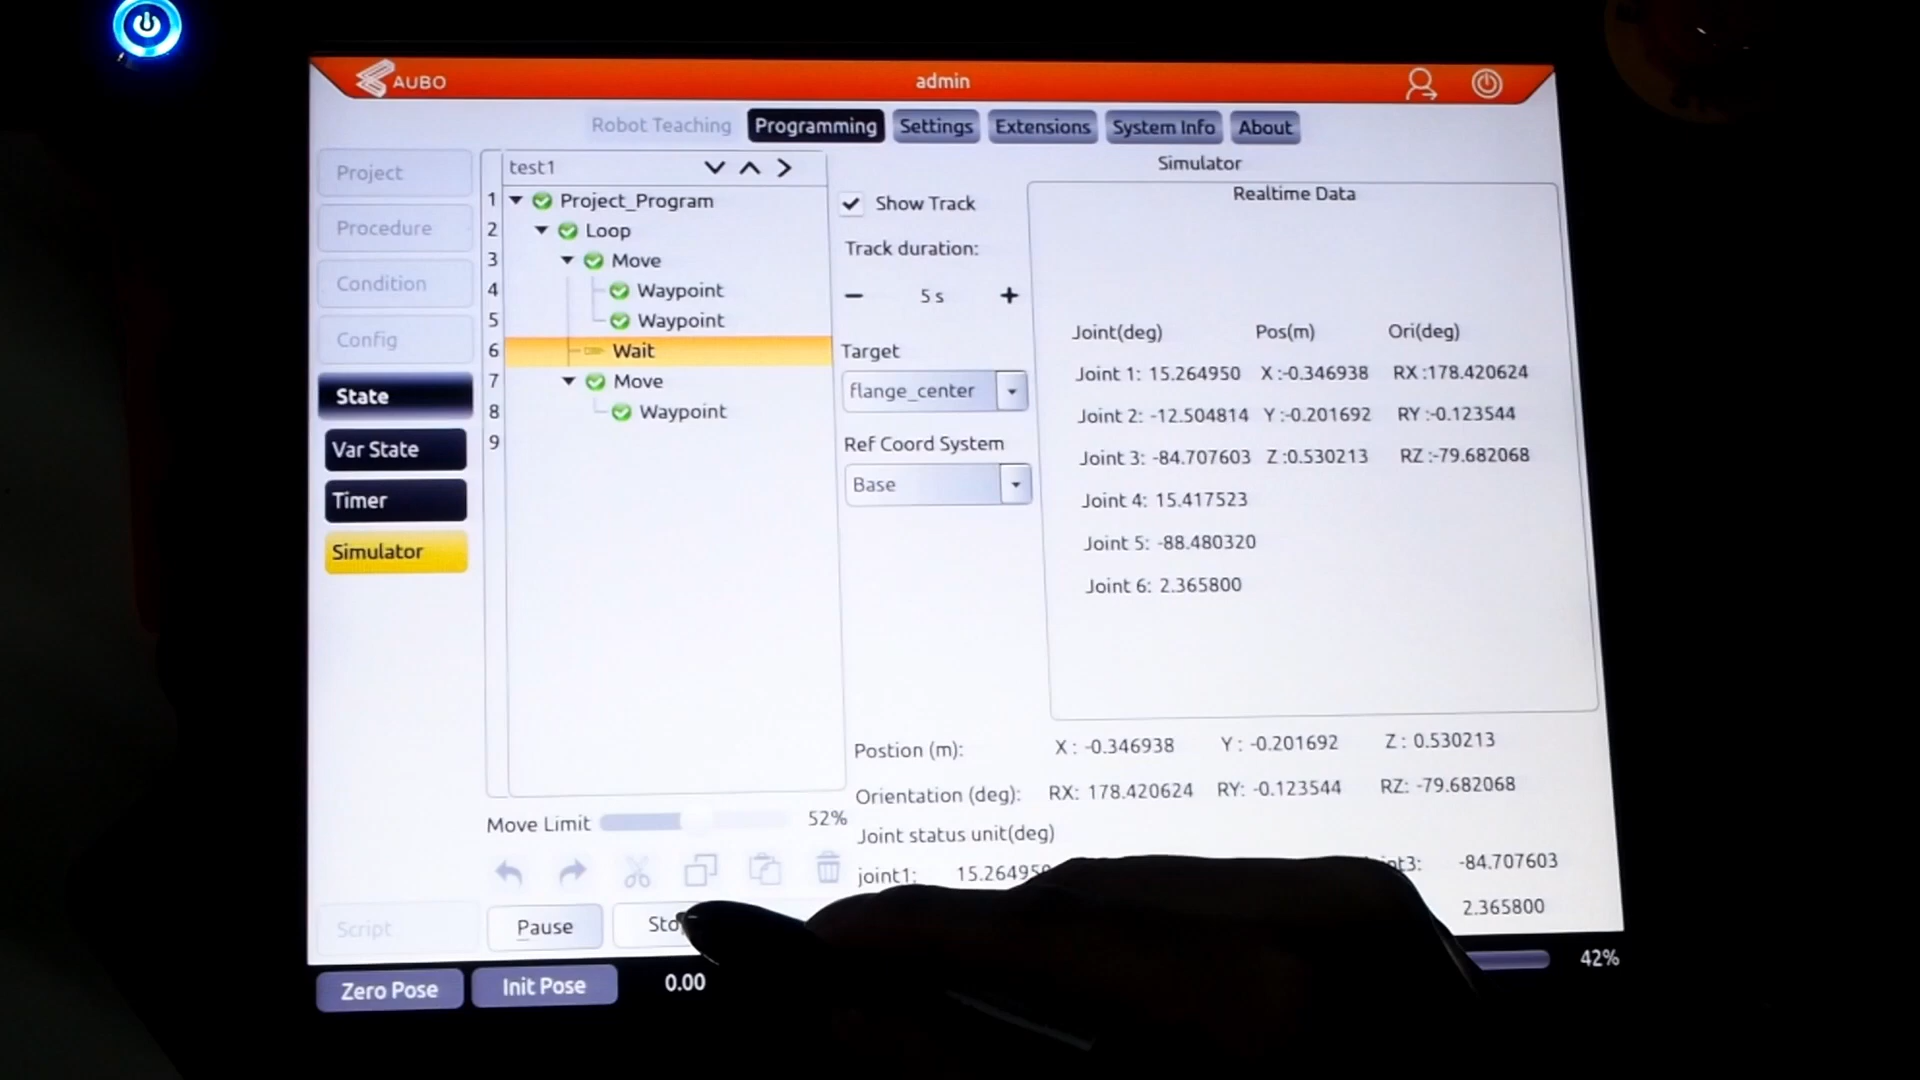 AUBO
admin
Robot Teaching Programming Settings Extensions System Info About
Project
Procedure
Condition
Config
State
Var State
Timer
Simulator
test1
1 Project_Program
2 Loop
3 Move
4 Waypoint
5 Waypoint
6 Wait
7 Move
8 Waypoint
9
Show Track
Track duration:
5 s
Target
flange_center
Ref Coord System
Base
Simulator
Realtime Data
Joint(deg) Pos(m) Ori(deg)
Joint 1: 15.264950 X :-0.346938 RX :178.420624
Joint 2: -12.504814 Y :-0.201692 RY :-0.123544
Joint 3: -84.707603 Z :0.530213 RZ :-79.682068
Joint 4: 15.417523
Joint 5: -88.480320
Joint 6: 2.365800
Postion (m): X : -0.346938 Y : -0.201692 Z : 0.530213
Orientation (deg): RX: 178.420624 RY: -0.123544 RZ: -79.682068
Joint status unit(deg)
joint1: 15.264950 -84.707603
2.365800
Move Limit 52%
Script Pause
Zero Pose Init Pose 0.00 42%